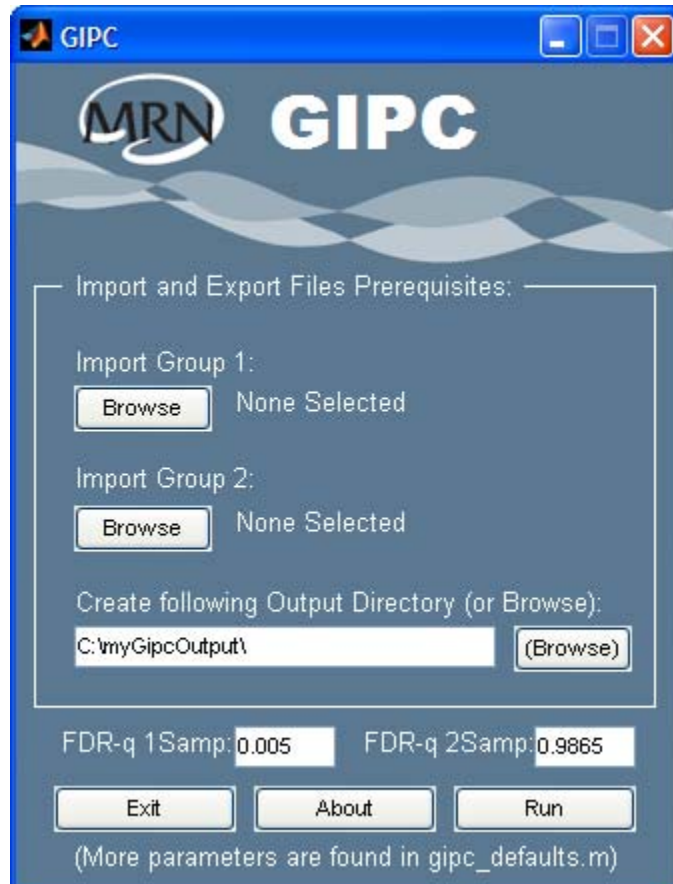 GIPC
MRN GIPC
Import and Export Files Prerequisites:
Import Group 1:
Browse None Selected
Import Group 2:
Browse None Selected
Create following Output Directory (or Browse):
C:\myGipcOutput\ (Browse)
FDR-q 1Samp: 0.005 FDR-q 2Samp: 0.9865
Exit About Run
(More parameters are found in gipc_defaults.m)